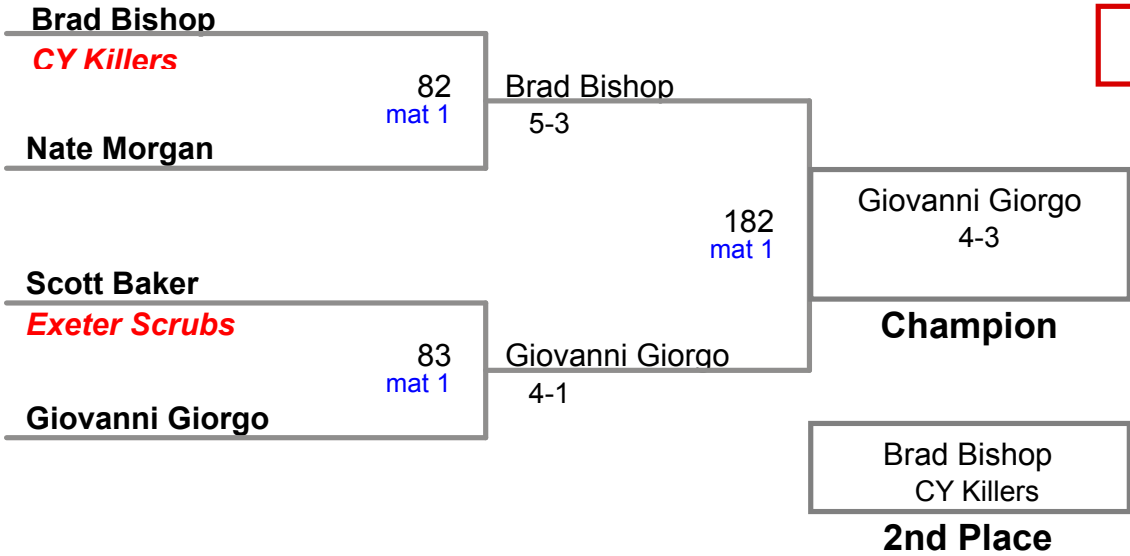 Brad Bishop
CY Killers
82
mat 1
Nate Morgan
Brad Bishop
5-3
Scott Baker
Exeter Scrubs
83
mat 1
Giovanni Giorgo
Giovanni Giorgo
4-1
182
mat 1
Giovanni Giorgo
4-3
Champion
Brad Bishop
CY Killers
2nd Place